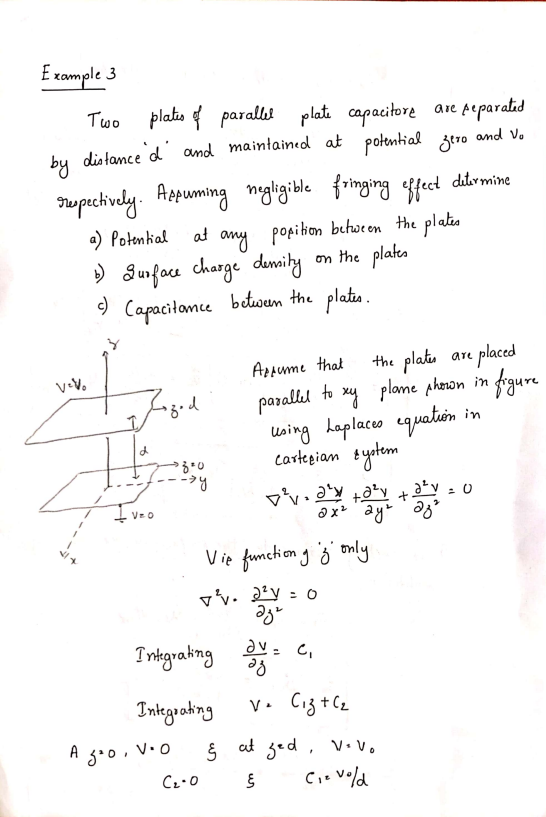 Example 3
Two plates of parallel plate capacitors are separated
by distance 'd' and maintained at potential zero and V₀
respectively. Assuming negligible fringing effect determine
a) Potential at any position between the plates
b) Surface charge density on the plates
c) Capacitance between the plates.
z
V=V₀
z=d
d
z=0
y
V=0
x
Assume that the plates are placed
parallel to xy plane shown in figure
using Laplaces equation in
cartesian system
∇²V = ∂²V/∂x² + ∂²V/∂y² + ∂²V/∂z² = 0
V is function of 'z' only
∇²V = ∂²V/∂z² = 0
Integrating ∂V/∂z = C₁
Integrating V = C₁z + C₂
A z=0, V=0 & at z=d, V=V₀
C₂=0 & C₁=V₀/d